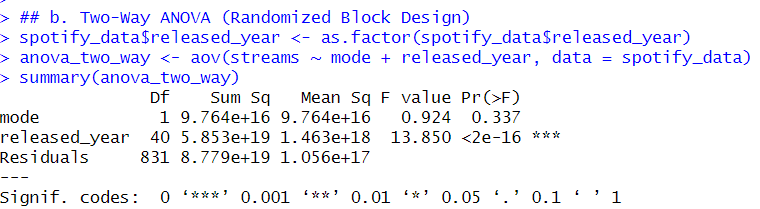 > ## b. Two-Way ANOVA (Randomized Block Design)
> spotify_data$released_year <- as.factor(spotify_data$released_year)
> anova_two_way <- aov(streams ~ mode + released_year, data = spotify_data)
> summary(anova_two_way)
               Df    Sum Sq   Mean Sq F value Pr(>F)
mode            1 9.764e+16 9.764e+16   0.924  0.337
released_year  40 5.853e+19 1.463e+18  13.850 <2e-16 ***
Residuals     831 8.779e+19 1.056e+17
---
Signif. codes:  0 ‘***’ 0.001 ‘**’ 0.01 ‘*’ 0.05 ‘.’ 0.1 ‘ ’ 1